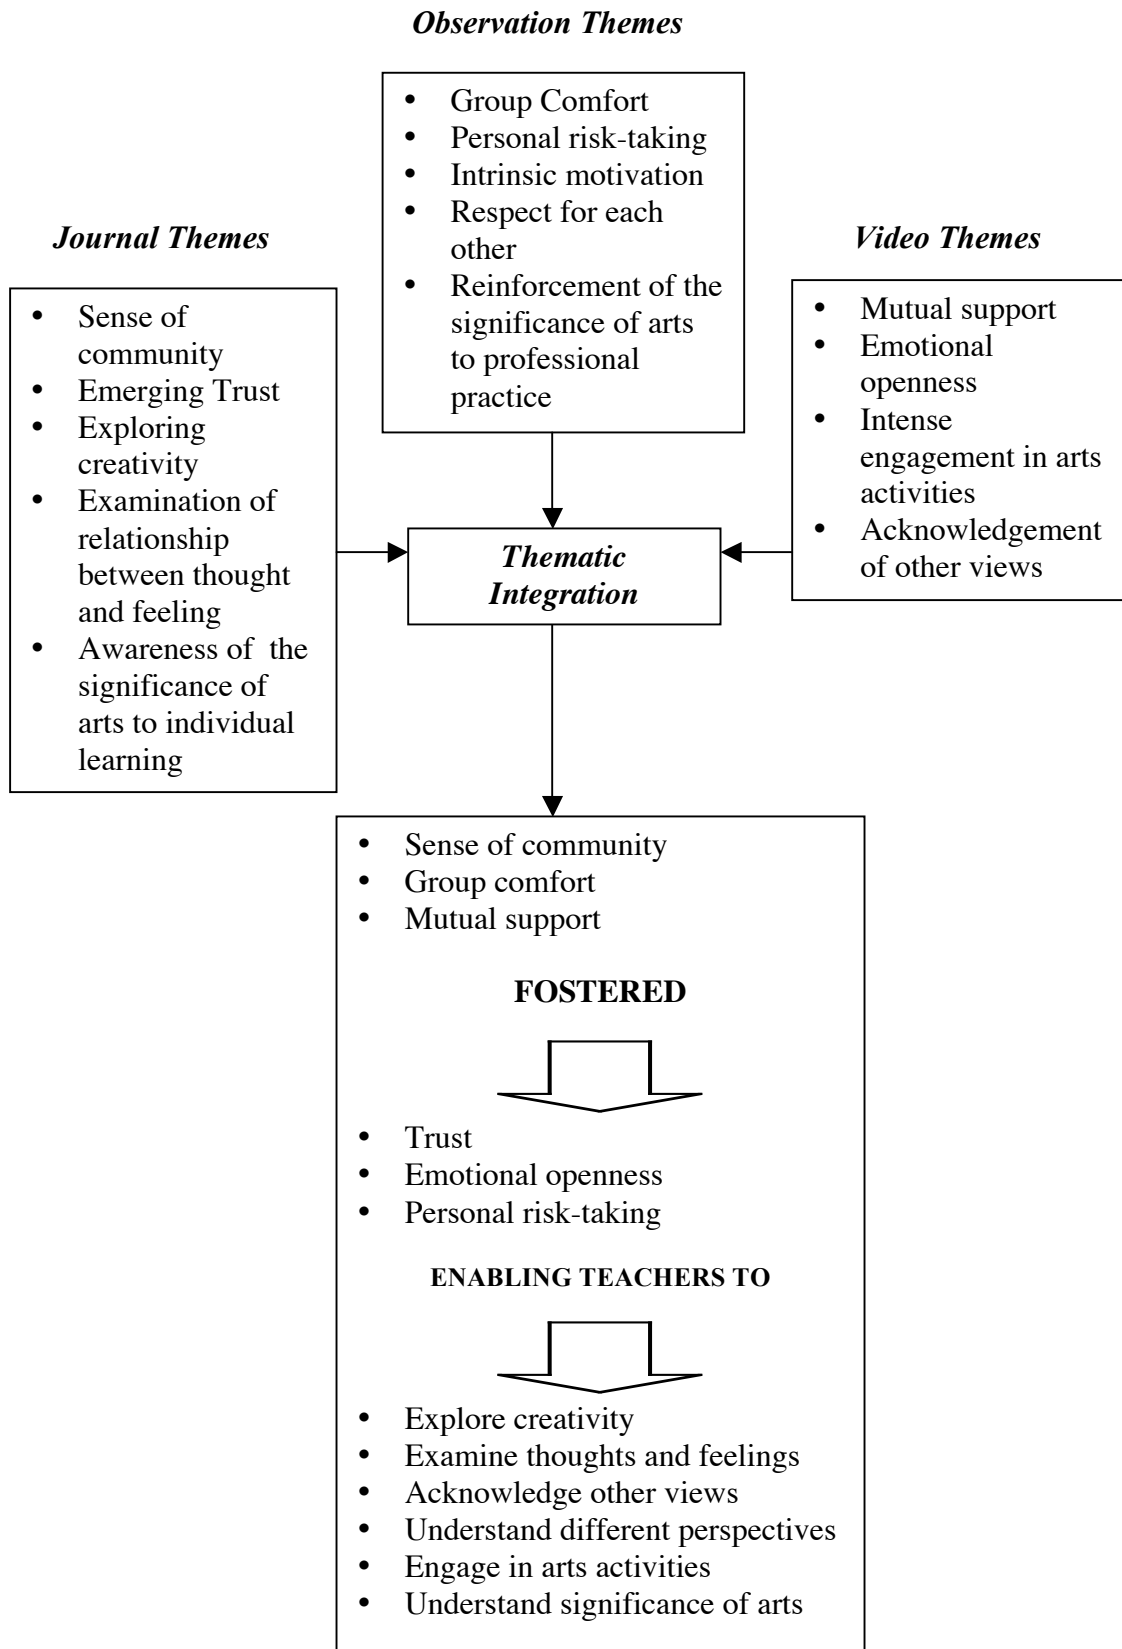 Observation Themes
• Group Comfort
• Personal risk-taking
• Intrinsic motivation
• Respect for each
other
• Reinforcement of the
significance of arts
to professional
practice
Journal Themes
• Sense of
community
• Emerging Trust
• Exploring
creativity
• Examination of
relationship
between thought
and feeling
• Awareness of the
significance of
arts to individual
learning
Video Themes
• Mutual support
• Emotional
openness
• Intense
engagement in arts
activities
• Acknowledgement
of other views
Thematic
Integration
• Sense of community
• Group comfort
• Mutual support
FOSTERED
• Trust
• Emotional openness
• Personal risk-taking
ENABLING TEACHERS TO
• Explore creativity
• Examine thoughts and feelings
• Acknowledge other views
• Understand different perspectives
• Engage in arts activities
• Understand significance of arts